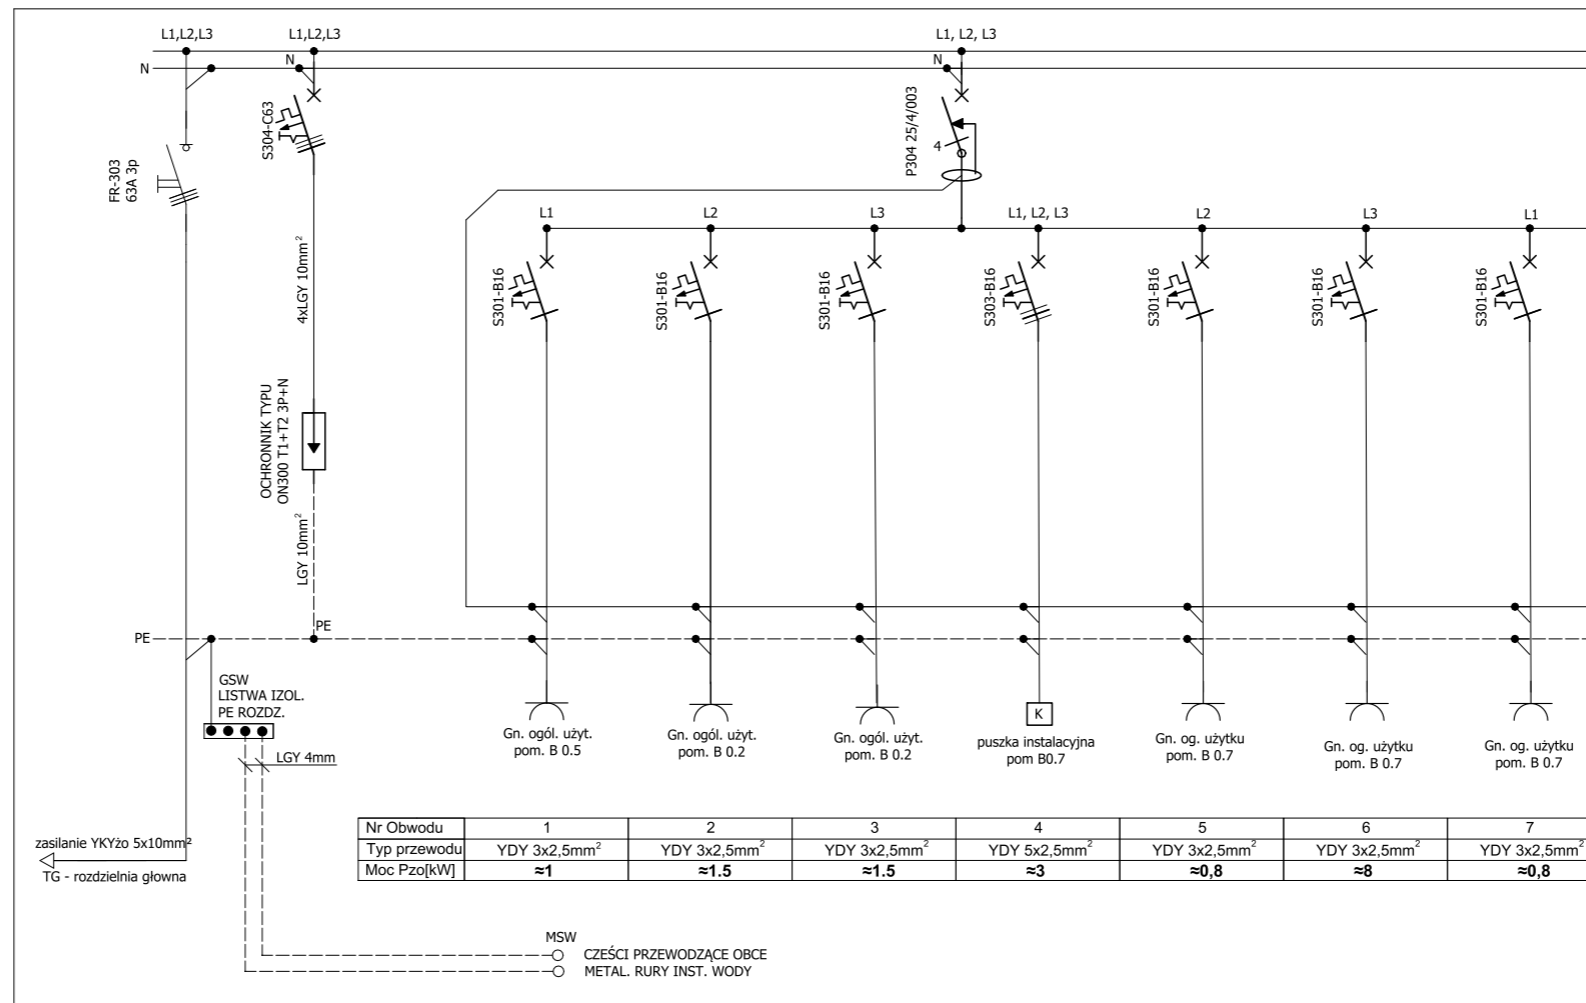 L1,L2,L3
L1,L2,L3
L1, L2, L3
N
N
N
FR-303
63A 3p
S304-C63
4xLGY 10mm²
OCHRONNIK TYPU
ON300 T1+T2 3P+N
LGY 10mm²
P304 25/4/003
4
L1
L2
L3
L1, L2, L3
L2
L3
L1
S301-B16
S301-B16
S301-B16
S303-B16
S301-B16
S301-B16
S301-B16
PE
PE
GSW
LISTWA IZOL.
PE ROZDZ.
LGY 4mm
K
Gn. ogól. użyt.
pom. B 0.5
Gn. ogól. użyt.
pom. B 0.2
Gn. ogól. użyt.
pom. B 0.2
puszka instalacyjna
pom B0.7
Gn. og. użytku
pom. B 0.7
Gn. og. użytku
pom. B 0.7
Gn. og. użytku
pom. B 0.7
zasilanie YKYżo 5x10mm²
TG - rozdzielnia głowna
Nr Obwodu 1 2 3 4 5 6 7
Typ przewodu YDY 3x2,5mm² YDY 3x2,5mm² YDY 3x2,5mm² YDY 5x2,5mm² YDY 3x2,5mm² YDY 3x2,5mm² YDY 3x2,5mm²
Moc Pzo[kW] ≈1 ≈1.5 ≈1.5 ≈3 ≈0,8 ≈8 ≈0,8
MSW
CZEŚCI PRZEWODZĄCE OBCE
METAL. RURY INST. WODY